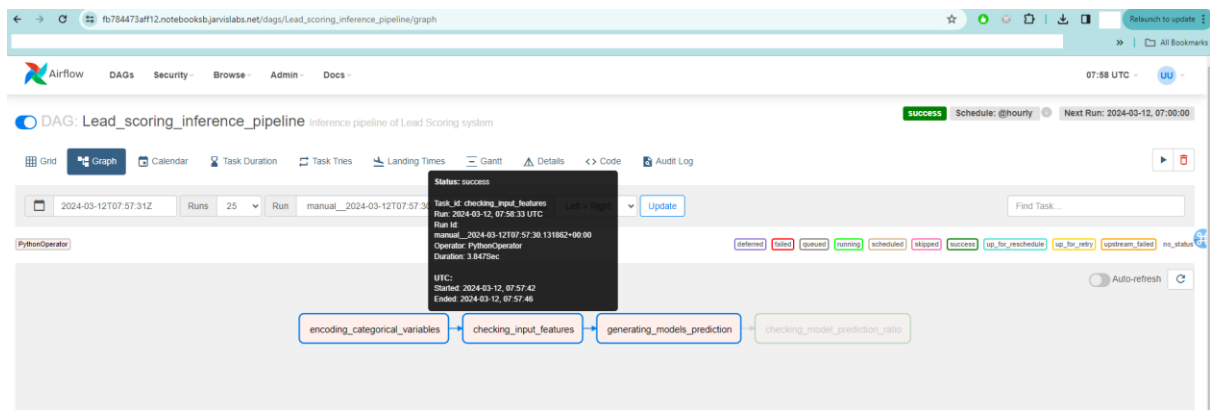 fb784473aff12.notebooksb.jarvislabs.net/dags/Lead_scoring_inference_pipeline/graph
Relaunch to update
All Bookmarks
Airflow DAGs Security Browse Admin Docs 07:58 UTC UU
DAG: Lead_scoring_inference_pipeline Inference pipeline of Lead Scoring system success Schedule: @hourly Next Run: 2024-03-12, 07:00:00
Grid Graph Calendar Task Duration Task Tries Landing Times Gantt Details Code Audit Log
2024-03-12T07:57:31Z Runs 25 Run manual__2024-03-12T07:57:30 Left > Right Update Find Task...
Status: success
Task_id: checking_input_features
Run: 2024-03-12, 07:58:33 UTC
Run Id:
manual__2024-03-12T07:57:30.131862+00:00
Operator: PythonOperator
Duration: 3.847Sec
UTC:
Started: 2024-03-12, 07:57:42
Ended: 2024-03-12, 07:57:46
PythonOperator deferred failed queued running scheduled skipped success up_for_reschedule up_for_retry upstream_failed no_status
Auto-refresh
encoding_categorical_variables checking_input_features generating_models_prediction checking_model_prediction_ratio